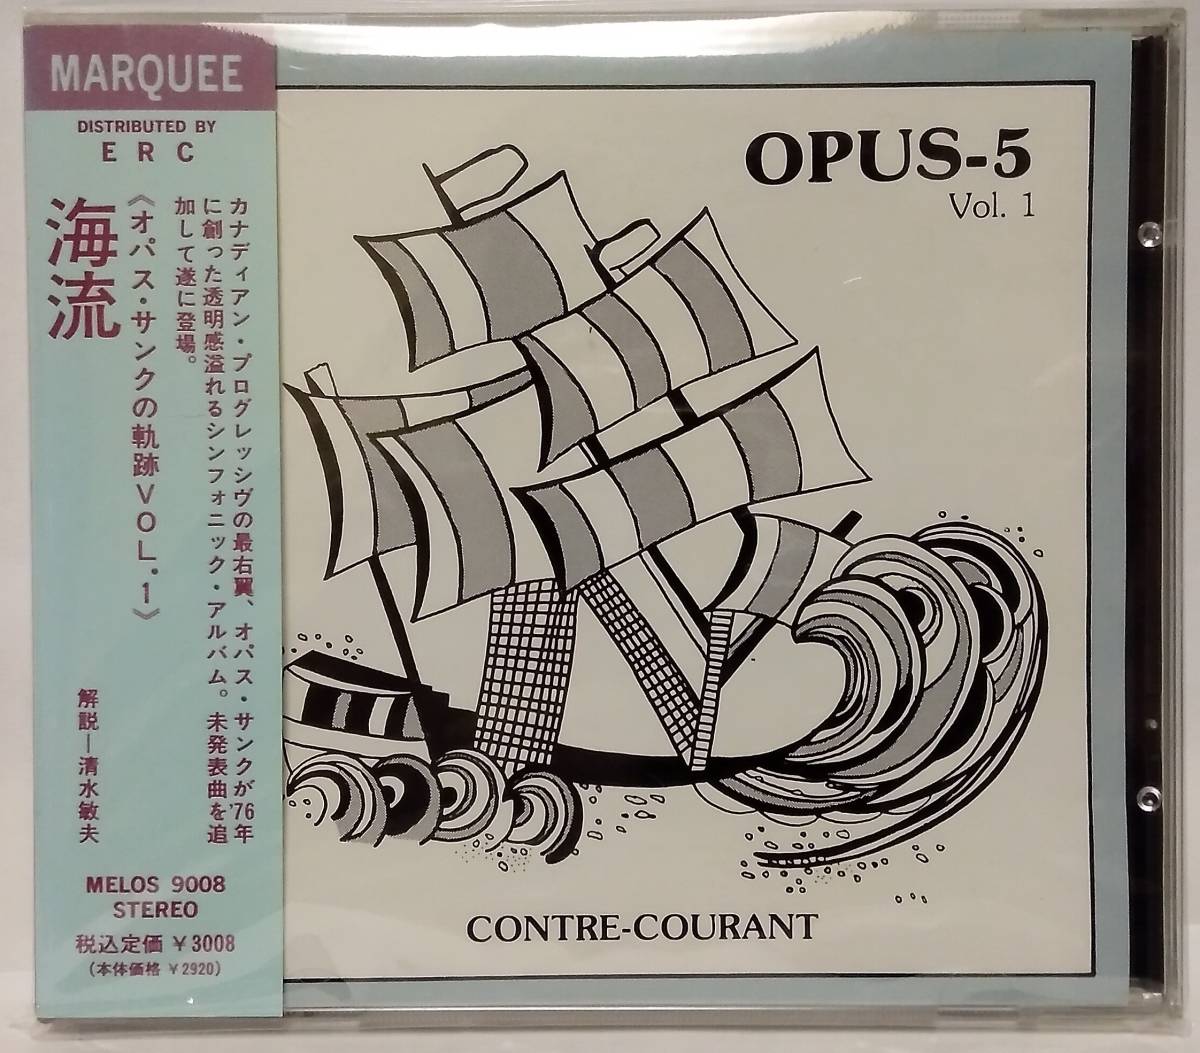 MARQUEE
DISTRIBUTED BY
E R C
カナディアン・プログレッシヴの最右翼、オパス・サンクが'76年
に創った透明感溢れるシンフォニック・アルバム。未発表曲を追
加して遂に登場。
《オパス・サンクの軌跡VOL.1》
海流
解説―清水敏夫
MELOS 9008
STEREO
税込定価 ¥3008
(本体価格 ¥2920)
OPUS-5
Vol. 1
CONTRE-COURANT